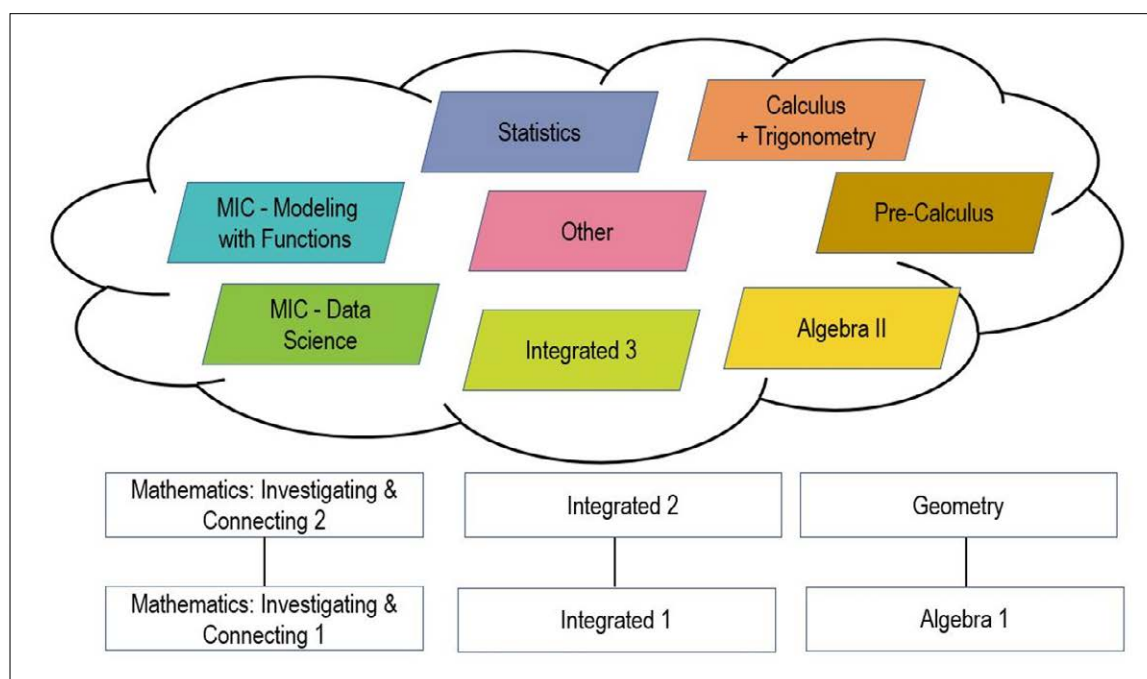 Statistics
Calculus
+ Trigonometry
MIC - Modeling
with Functions
Other
Pre-Calculus
MIC - Data
Science
Integrated 3
Algebra II
Mathematics: Investigating &
Connecting 2
Integrated 2
Geometry
Mathematics: Investigating &
Connecting 1
Integrated 1
Algebra 1